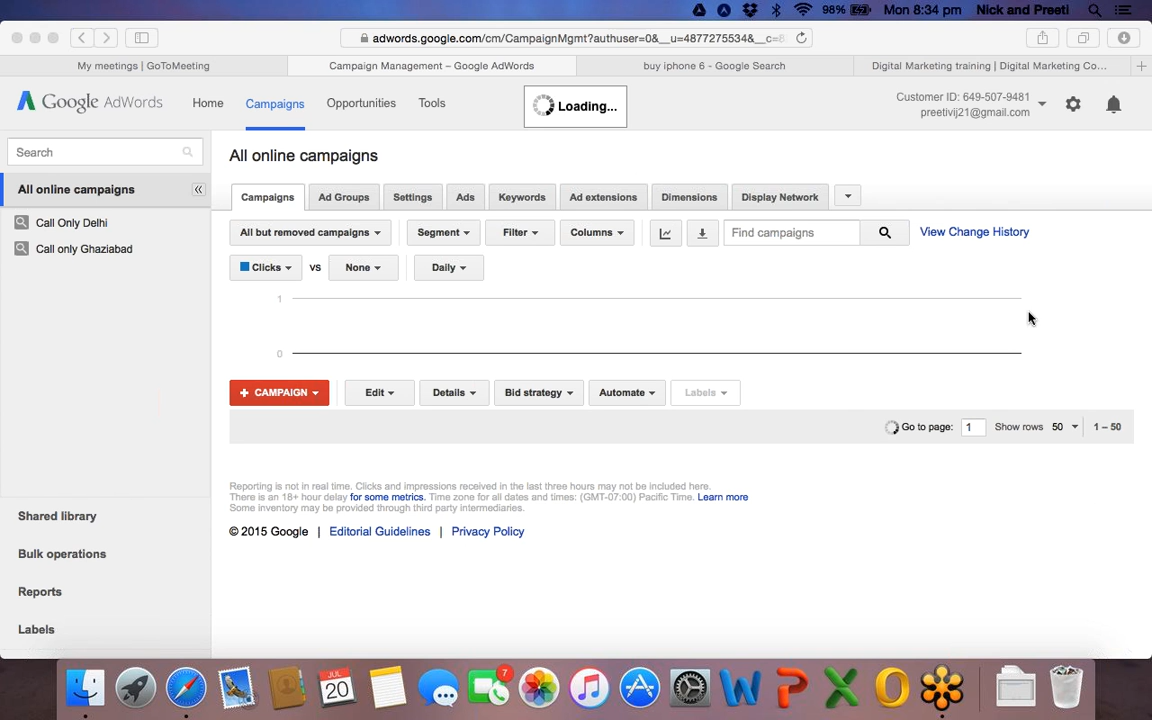 98% Mon 8:34 pm Nick and Preeti
adwords.google.com/cm/CampaignMgmt?authuser=0&__u=4877275534&__c=8
My meetings | GoToMeeting
Campaign Management – Google AdWords
buy iphone 6 - Google Search
Digital Marketing training | Digital Marketing Co...
Google AdWords
Home
Campaigns
Opportunities
Tools
Loading...
Customer ID: 649-507-9481
preetivij21@gmail.com
Search
All online campaigns
Call Only Delhi
Call only Ghaziabad
Shared library
Bulk operations
Reports
Labels
All online campaigns
Campaigns
Ad Groups
Settings
Ads
Keywords
Ad extensions
Dimensions
Display Network
All but removed campaigns
Segment
Filter
Columns
Find campaigns
View Change History
Clicks
vs
None
Daily
1
0
+ CAMPAIGN
Edit
Details
Bid strategy
Automate
Labels
Go to page: 1 Show rows 50 1 – 50
Reporting is not in real time. Clicks and impressions received in the last three hours may not be included here.
There is an 18+ hour delay for some metrics. Time zone for all dates and times: (GMT-07:00) Pacific Time. Learn more
Some inventory may be provided through third party intermediaries.
© 2015 Google | Editorial Guidelines | Privacy Policy
JUL
20
7